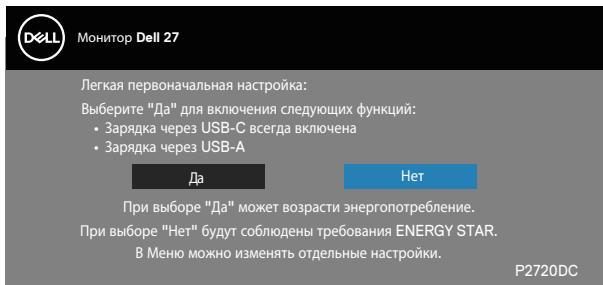 DELL Монитор Dell 27
Легкая первоначальная настройка:
Выберите "Да" для включения следующих функций:
• Зарядка через USB-C всегда включена
• Зарядка через USB-A
Да Нет
При выборе "Да" может возрасти энергопотребление.
При выборе "Нет" будут соблюдены требования ENERGY STAR.
В Меню можно изменять отдельные настройки.
P2720DC